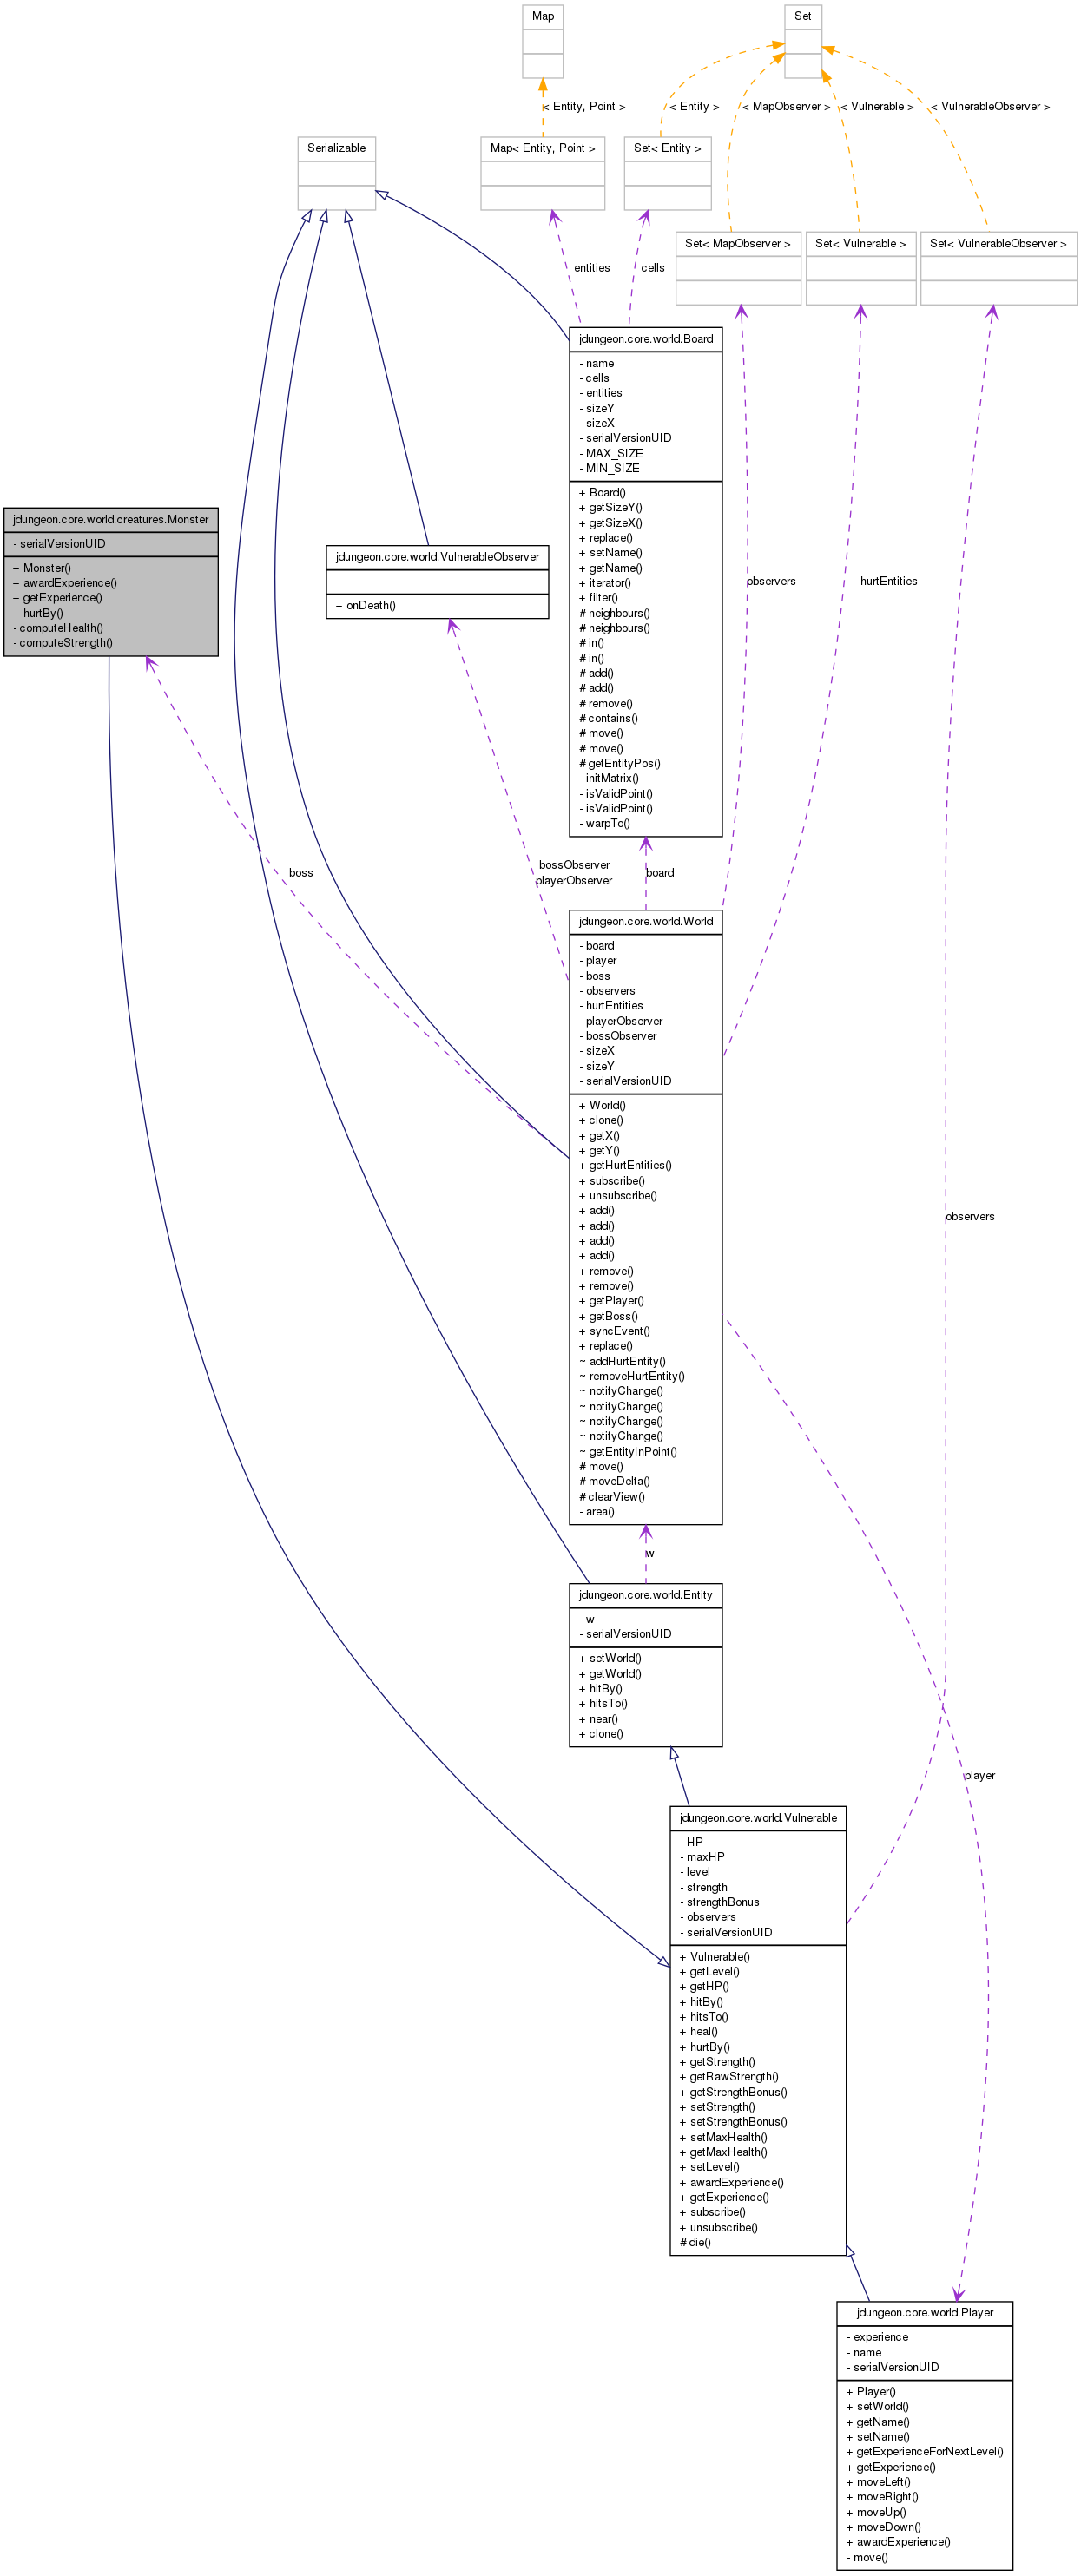 Map
Set
< Entity, Point >
< Entity >
< MapObserver >
< Vulnerable >
< VulnerableObserver >
Serializable
Map< Entity, Point >
Set< Entity >
Set< MapObserver >
Set< Vulnerable >
Set< VulnerableObserver >
entities
cells
jdungeon.core.world.Board
- name
- cells
- entities
- sizeY
- sizeX
- serialVersionUID
- MAX_SIZE
- MIN_SIZE
+ Board()
+ getSizeY()
+ getSizeX()
+ replace()
+ setName()
+ getName()
+ iterator()
+ filter()
# neighbours()
# neighbours()
# in()
# in()
# add()
# add()
# remove()
# contains()
# move()
# move()
# getEntityPos()
- initMatrix()
- isValidPoint()
- isValidPoint()
- warpTo()
jdungeon.core.world.creatures.Monster
- serialVersionUID
+ Monster()
+ awardExperience()
+ getExperience()
+ hurtBy()
- computeHealth()
- computeStrength()
jdungeon.core.world.VulnerableObserver
+ onDeath()
observers
hurtEntities
boss
bossObserver
playerObserver
board
jdungeon.core.world.World
- board
- player
- boss
- observers
- hurtEntities
- playerObserver
- bossObserver
- sizeX
- sizeY
- serialVersionUID
+ World()
+ clone()
+ getX()
+ getY()
+ getHurtEntities()
+ subscribe()
+ unsubscribe()
+ add()
+ add()
+ add()
+ add()
+ remove()
+ remove()
+ getPlayer()
+ getBoss()
+ syncEvent()
+ replace()
~ addHurtEntity()
~ removeHurtEntity()
~ notifyChange()
~ notifyChange()
~ notifyChange()
~ notifyChange()
~ getEntityInPoint()
# move()
# moveDelta()
# clearView()
- area()
observers
w
jdungeon.core.world.Entity
- w
- serialVersionUID
+ setWorld()
+ getWorld()
+ hitBy()
+ hitsTo()
+ near()
+ clone()
player
jdungeon.core.world.Vulnerable
- HP
- maxHP
- level
- strength
- strengthBonus
- observers
- serialVersionUID
+ Vulnerable()
+ getLevel()
+ getHP()
+ hitBy()
+ hitsTo()
+ heal()
+ hurtBy()
+ getStrength()
+ getRawStrength()
+ getStrengthBonus()
+ setStrength()
+ setStrengthBonus()
+ setMaxHealth()
+ getMaxHealth()
+ setLevel()
+ awardExperience()
+ getExperience()
+ subscribe()
+ unsubscribe()
# die()
jdungeon.core.world.Player
- experience
- name
- serialVersionUID
+ Player()
+ setWorld()
+ getName()
+ setName()
+ getExperienceForNextLevel()
+ getExperience()
+ moveLeft()
+ moveRight()
+ moveUp()
+ moveDown()
+ awardExperience()
- move()